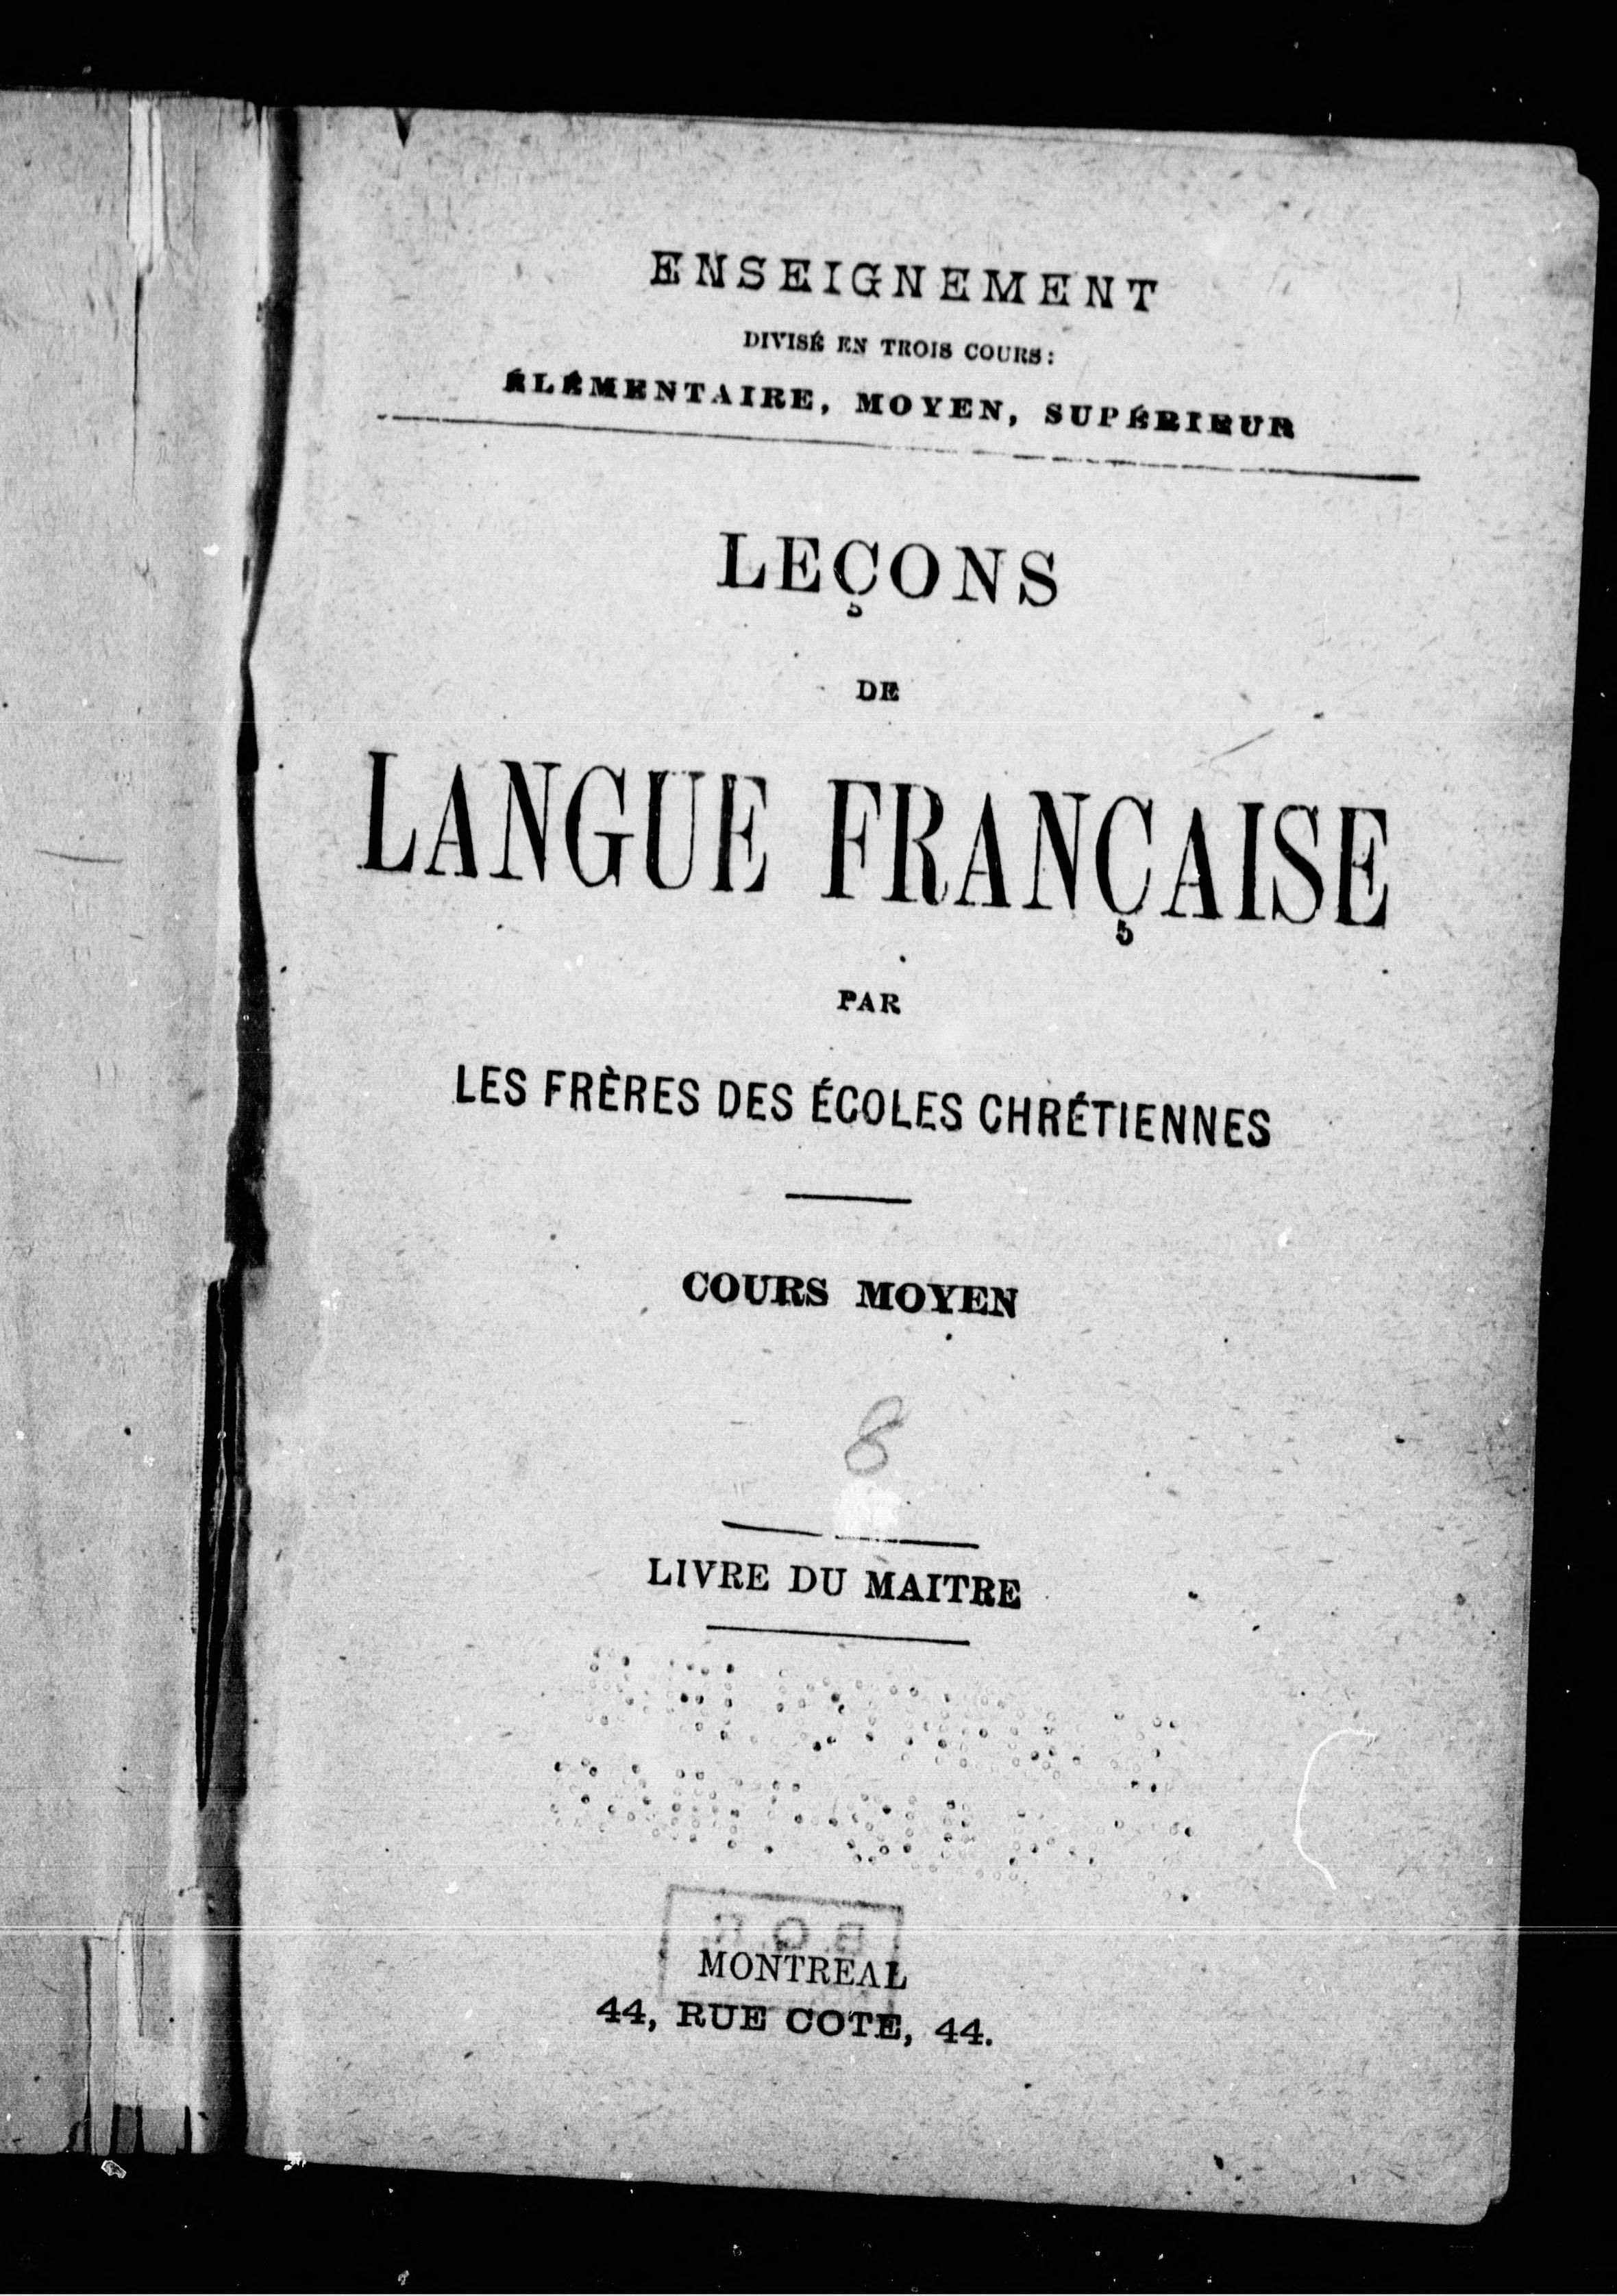 ENSEIGNEMENT
DIVISÉ EN TROIS COURS:
ÉLÉMENTAIRE, MOYEN, SUPÉRIEUR
LEÇONS
DE
LANGUE FRANÇAISE
PAR
LES FRÈRES DES ÉCOLES CHRÉTIENNES
COURS MOYEN
8
LIVRE DU MAITRE
MONTREAL
44, RUE COTE, 44.